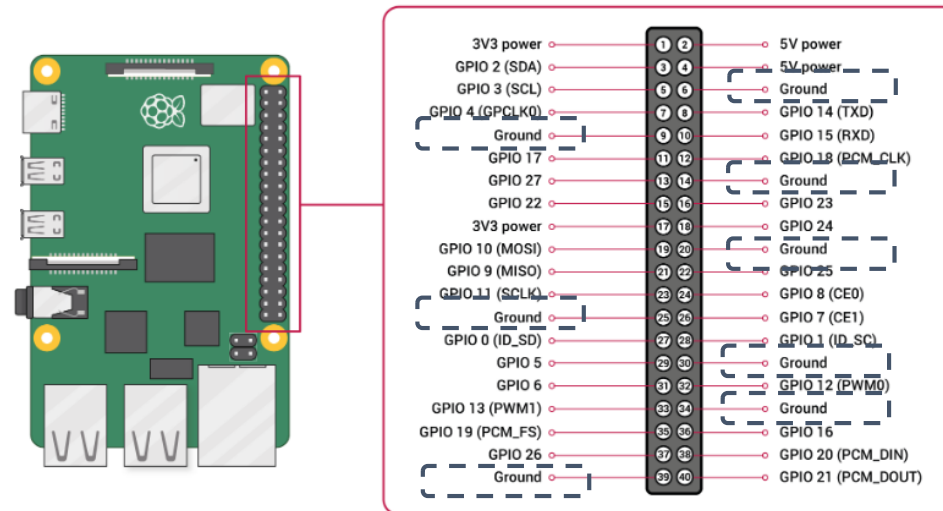 3V3 power 1 2 5V power
GPIO 2 (SDA) 3 4 5V power
GPIO 3 (SCL) 5 6 Ground
GPIO 4 (GPCLK0) 7 8 GPIO 14 (TXD)
Ground 9 10 GPIO 15 (RXD)
GPIO 17 11 12 GPIO 18 (PCM_CLK)
GPIO 27 13 14 Ground
GPIO 22 15 16 GPIO 23
3V3 power 17 18 GPIO 24
GPIO 10 (MOSI) 19 20 Ground
GPIO 9 (MISO) 21 22 GPIO 25
GPIO 11 (SCLK) 23 24 GPIO 8 (CE0)
Ground 25 26 GPIO 7 (CE1)
GPIO 0 (ID_SD) 27 28 GPIO 1 (ID_SC)
GPIO 5 29 30 Ground
GPIO 6 31 32 GPIO 12 (PWM0)
GPIO 13 (PWM1) 33 34 Ground
GPIO 19 (PCM_FS) 35 36 GPIO 16
GPIO 26 37 38 GPIO 20 (PCM_DIN)
Ground 39 40 GPIO 21 (PCM_DOUT)